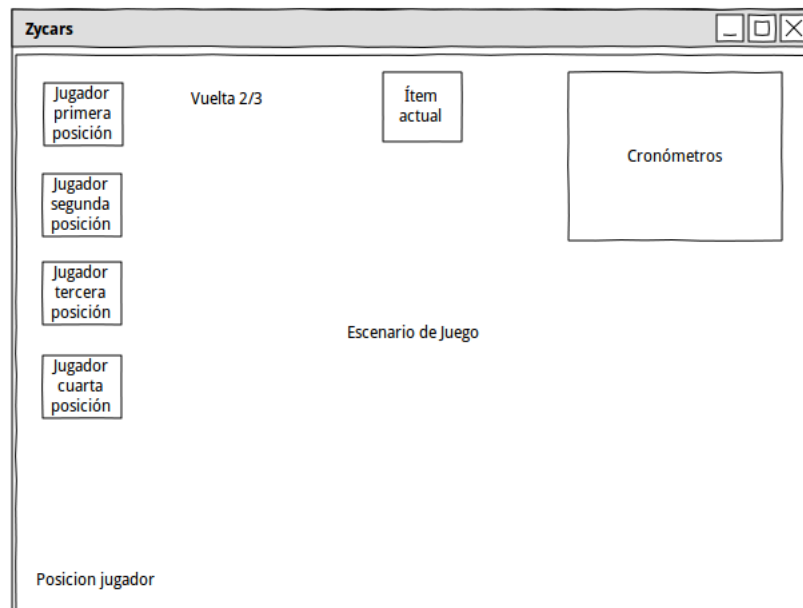 Zycars
Jugador
primera
posición
Vuelta 2/3
Ítem
actual
Cronómetros
Jugador
segunda
posición
Jugador
tercera
posición
Escenario de Juego
Jugador
cuarta
posición
Posicion jugador